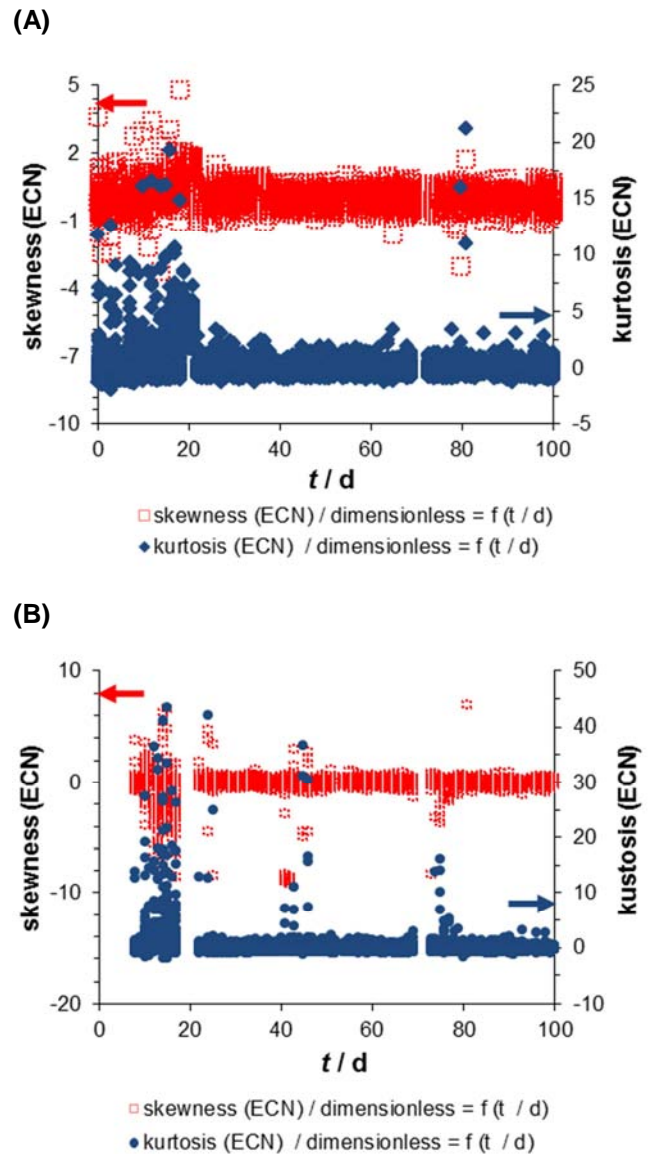 (A)
5
2
-1
-4
-7
-10
skewness (ECN)
25
20
15
10
5
0
-5
kurtosis (ECN)
0 20 40 60 80 100
t / d
skewness (ECN) / dimensionless = f (t / d)
kurtosis (ECN) / dimensionless = f (t / d)
(B)
10
0
-10
-20
skewness (ECN)
50
40
30
20
10
0
-10
kustosis (ECN)
0 20 40 60 80 100
t / d
skewness (ECN) / dimensionless = f (t / d)
kurtosis (ECN) / dimensionless = f (t / d)